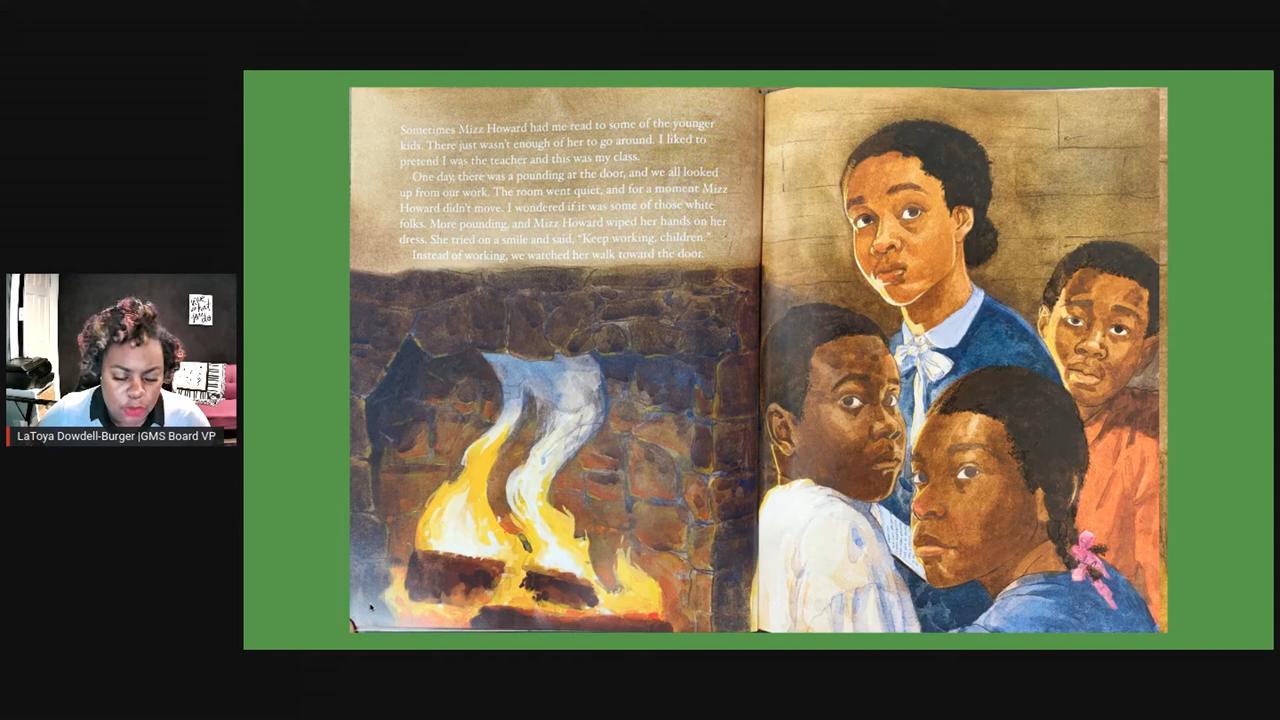 Sometimes Mizz Howard had me read to some of the younger
kids. There just wasn't enough of her to go around. I liked to
pretend I was the teacher and this was my class.
One day, there was a pounding at the door, and we all looked
up from our work. The room went quiet, and for a moment Mizz
Howard didn't move. I wondered if it was some of those white
folks. More pounding, and Mizz Howard wiped her hands on her
dress. She tried on a smile and said, "Keep working, children."
Instead of working, we watched her walk toward the door.
LaToya Dowdell-Burger |GMS Board VP